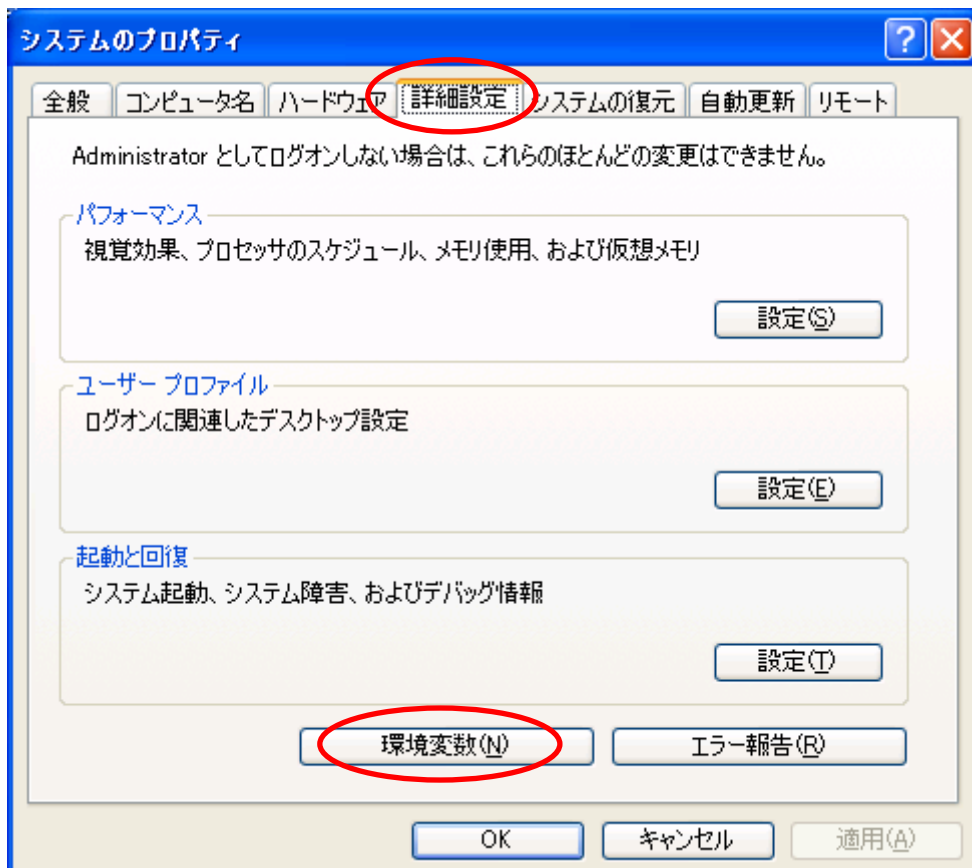 システムのプロパティ
全般 コンピュータ名 ハードウェア 詳細設定 システムの復元 自動更新 リモート
Administrator としてログオンしない場合は、これらのほとんどの変更はできません。
パフォーマンス
視覚効果、プロセッサのスケジュール、メモリ使用、および仮想メモリ
設定(S)
ユーザー プロファイル
ログオンに関連したデスクトップ設定
設定(E)
起動と回復
システム起動、システム障害、およびデバッグ情報
設定(T)
環境変数(N) エラー報告(R)
OK キャンセル 適用(A)